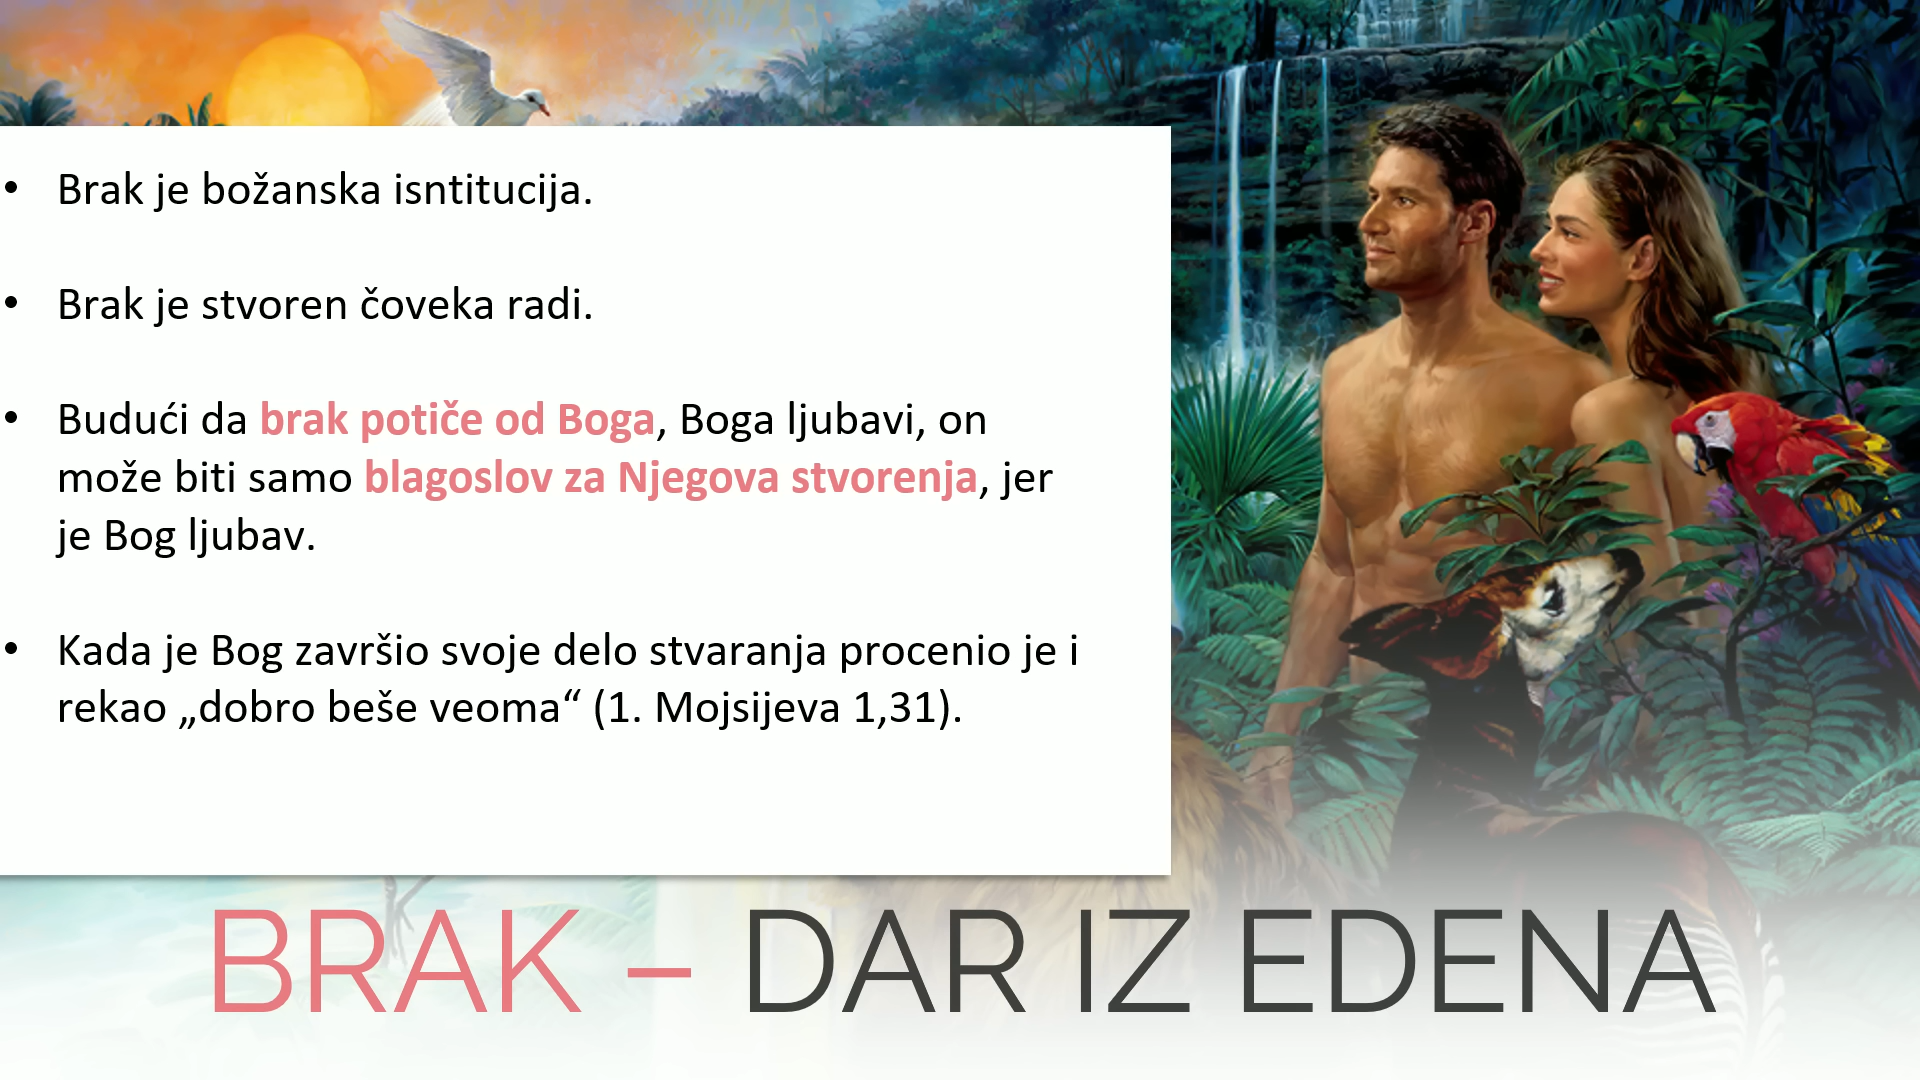 • Brak je božanska isntitucija.
• Brak je stvoren čoveka radi.
• Budući da brak potiče od Boga, Boga ljubavi, on
može biti samo blagoslov za Njegova stvorenja, jer
je Bog ljubav.
• Kada je Bog završio svoje delo stvaranja procenio je i
rekao „dobro beše veoma“ (1. Mojsijeva 1,31).
BRAK – DAR IZ EDENA